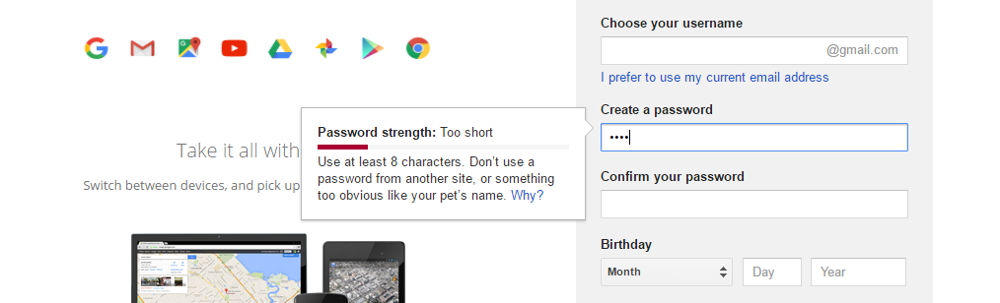 Choose your username
@gmail.com
I prefer to use my current email address
Create a password
••••
Confirm your password
Birthday
Month
Day
Year
Password strength: Too short
Use at least 8 characters. Don't use a
password from another site, or something
too obvious like your pet's name. Why?
Take it all with
Switch between devices, and pick up